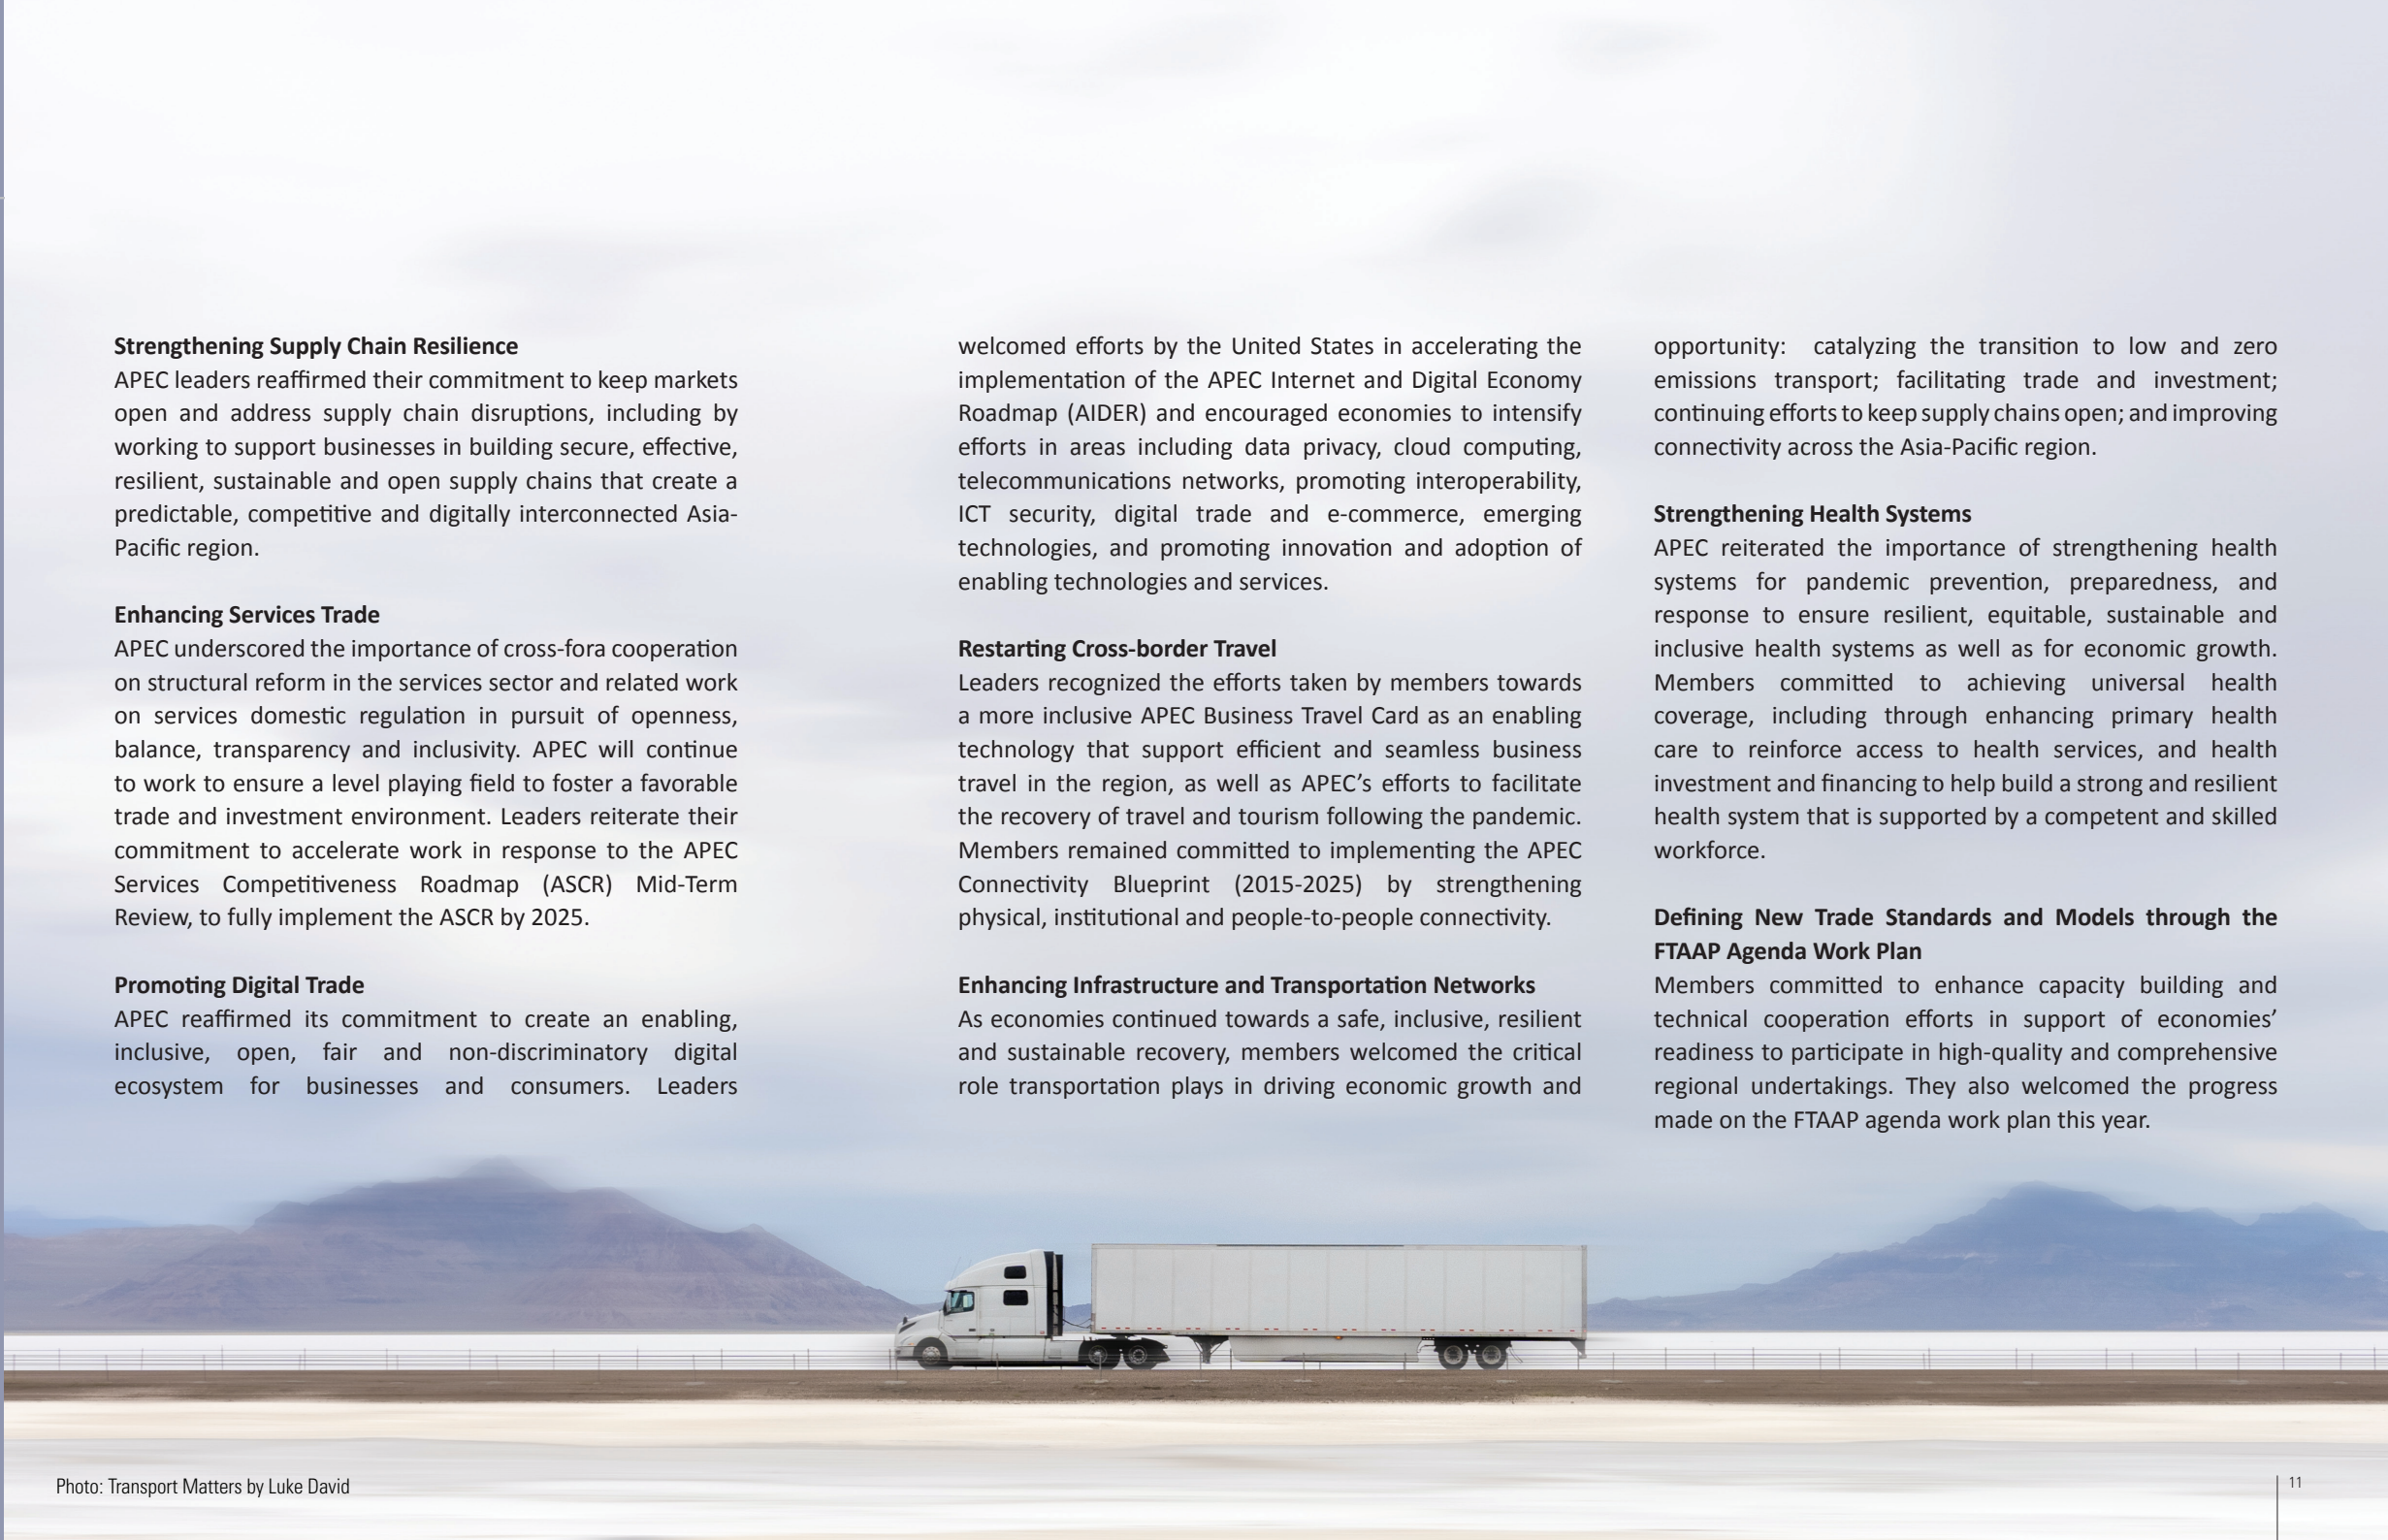 Strengthening Supply Chain Resilience
APEC leaders reaffirmed their commitment to keep markets
open and address supply chain disruptions, including by
working to support businesses in building secure, effective,
resilient, sustainable and open supply chains that create a
predictable, competitive and digitally interconnected Asia-
Pacific region.
Enhancing Services Trade
APEC underscored the importance of cross-fora cooperation
on structural reform in the services sector and related work
on services domestic regulation in pursuit of openness,
balance, transparency and inclusivity. APEC will continue
to work to ensure a level playing field to foster a favorable
trade and investment environment. Leaders reiterate their
commitment to accelerate work in response to the APEC
Services Competitiveness Roadmap (ASCR) Mid-Term
Review, to fully implement the ASCR by 2025.
Promoting Digital Trade
APEC reaffirmed its commitment to create an enabling,
inclusive, open, fair and non-discriminatory digital
ecosystem for businesses and consumers. Leaders
welcomed efforts by the United States in accelerating the
implementation of the APEC Internet and Digital Economy
Roadmap (AIDER) and encouraged economies to intensify
efforts in areas including data privacy, cloud computing,
telecommunications networks, promoting interoperability,
ICT security, digital trade and e-commerce, emerging
technologies, and promoting innovation and adoption of
enabling technologies and services.
Restarting Cross-border Travel
Leaders recognized the efforts taken by members towards
a more inclusive APEC Business Travel Card as an enabling
technology that support efficient and seamless business
travel in the region, as well as APEC’s efforts to facilitate
the recovery of travel and tourism following the pandemic.
Members remained committed to implementing the APEC
Connectivity Blueprint (2015-2025) by strengthening
physical, institutional and people-to-people connectivity.
Enhancing Infrastructure and Transportation Networks
As economies continued towards a safe, inclusive, resilient
and sustainable recovery, members welcomed the critical
role transportation plays in driving economic growth and
opportunity: catalyzing the transition to low and zero
emissions transport; facilitating trade and investment;
continuing efforts to keep supply chains open; and improving
connectivity across the Asia-Pacific region.
Strengthening Health Systems
APEC reiterated the importance of strengthening health
systems for pandemic prevention, preparedness, and
response to ensure resilient, equitable, sustainable and
inclusive health systems as well as for economic growth.
Members committed to achieving universal health
coverage, including through enhancing primary health
care to reinforce access to health services, and health
investment and financing to help build a strong and resilient
health system that is supported by a competent and skilled
workforce.
Defining New Trade Standards and Models through the
FTAAP Agenda Work Plan
Members committed to enhance capacity building and
technical cooperation efforts in support of economies’
readiness to participate in high-quality and comprehensive
regional undertakings. They also welcomed the progress
made on the FTAAP agenda work plan this year.
Photo: Transport Matters by Luke David
11